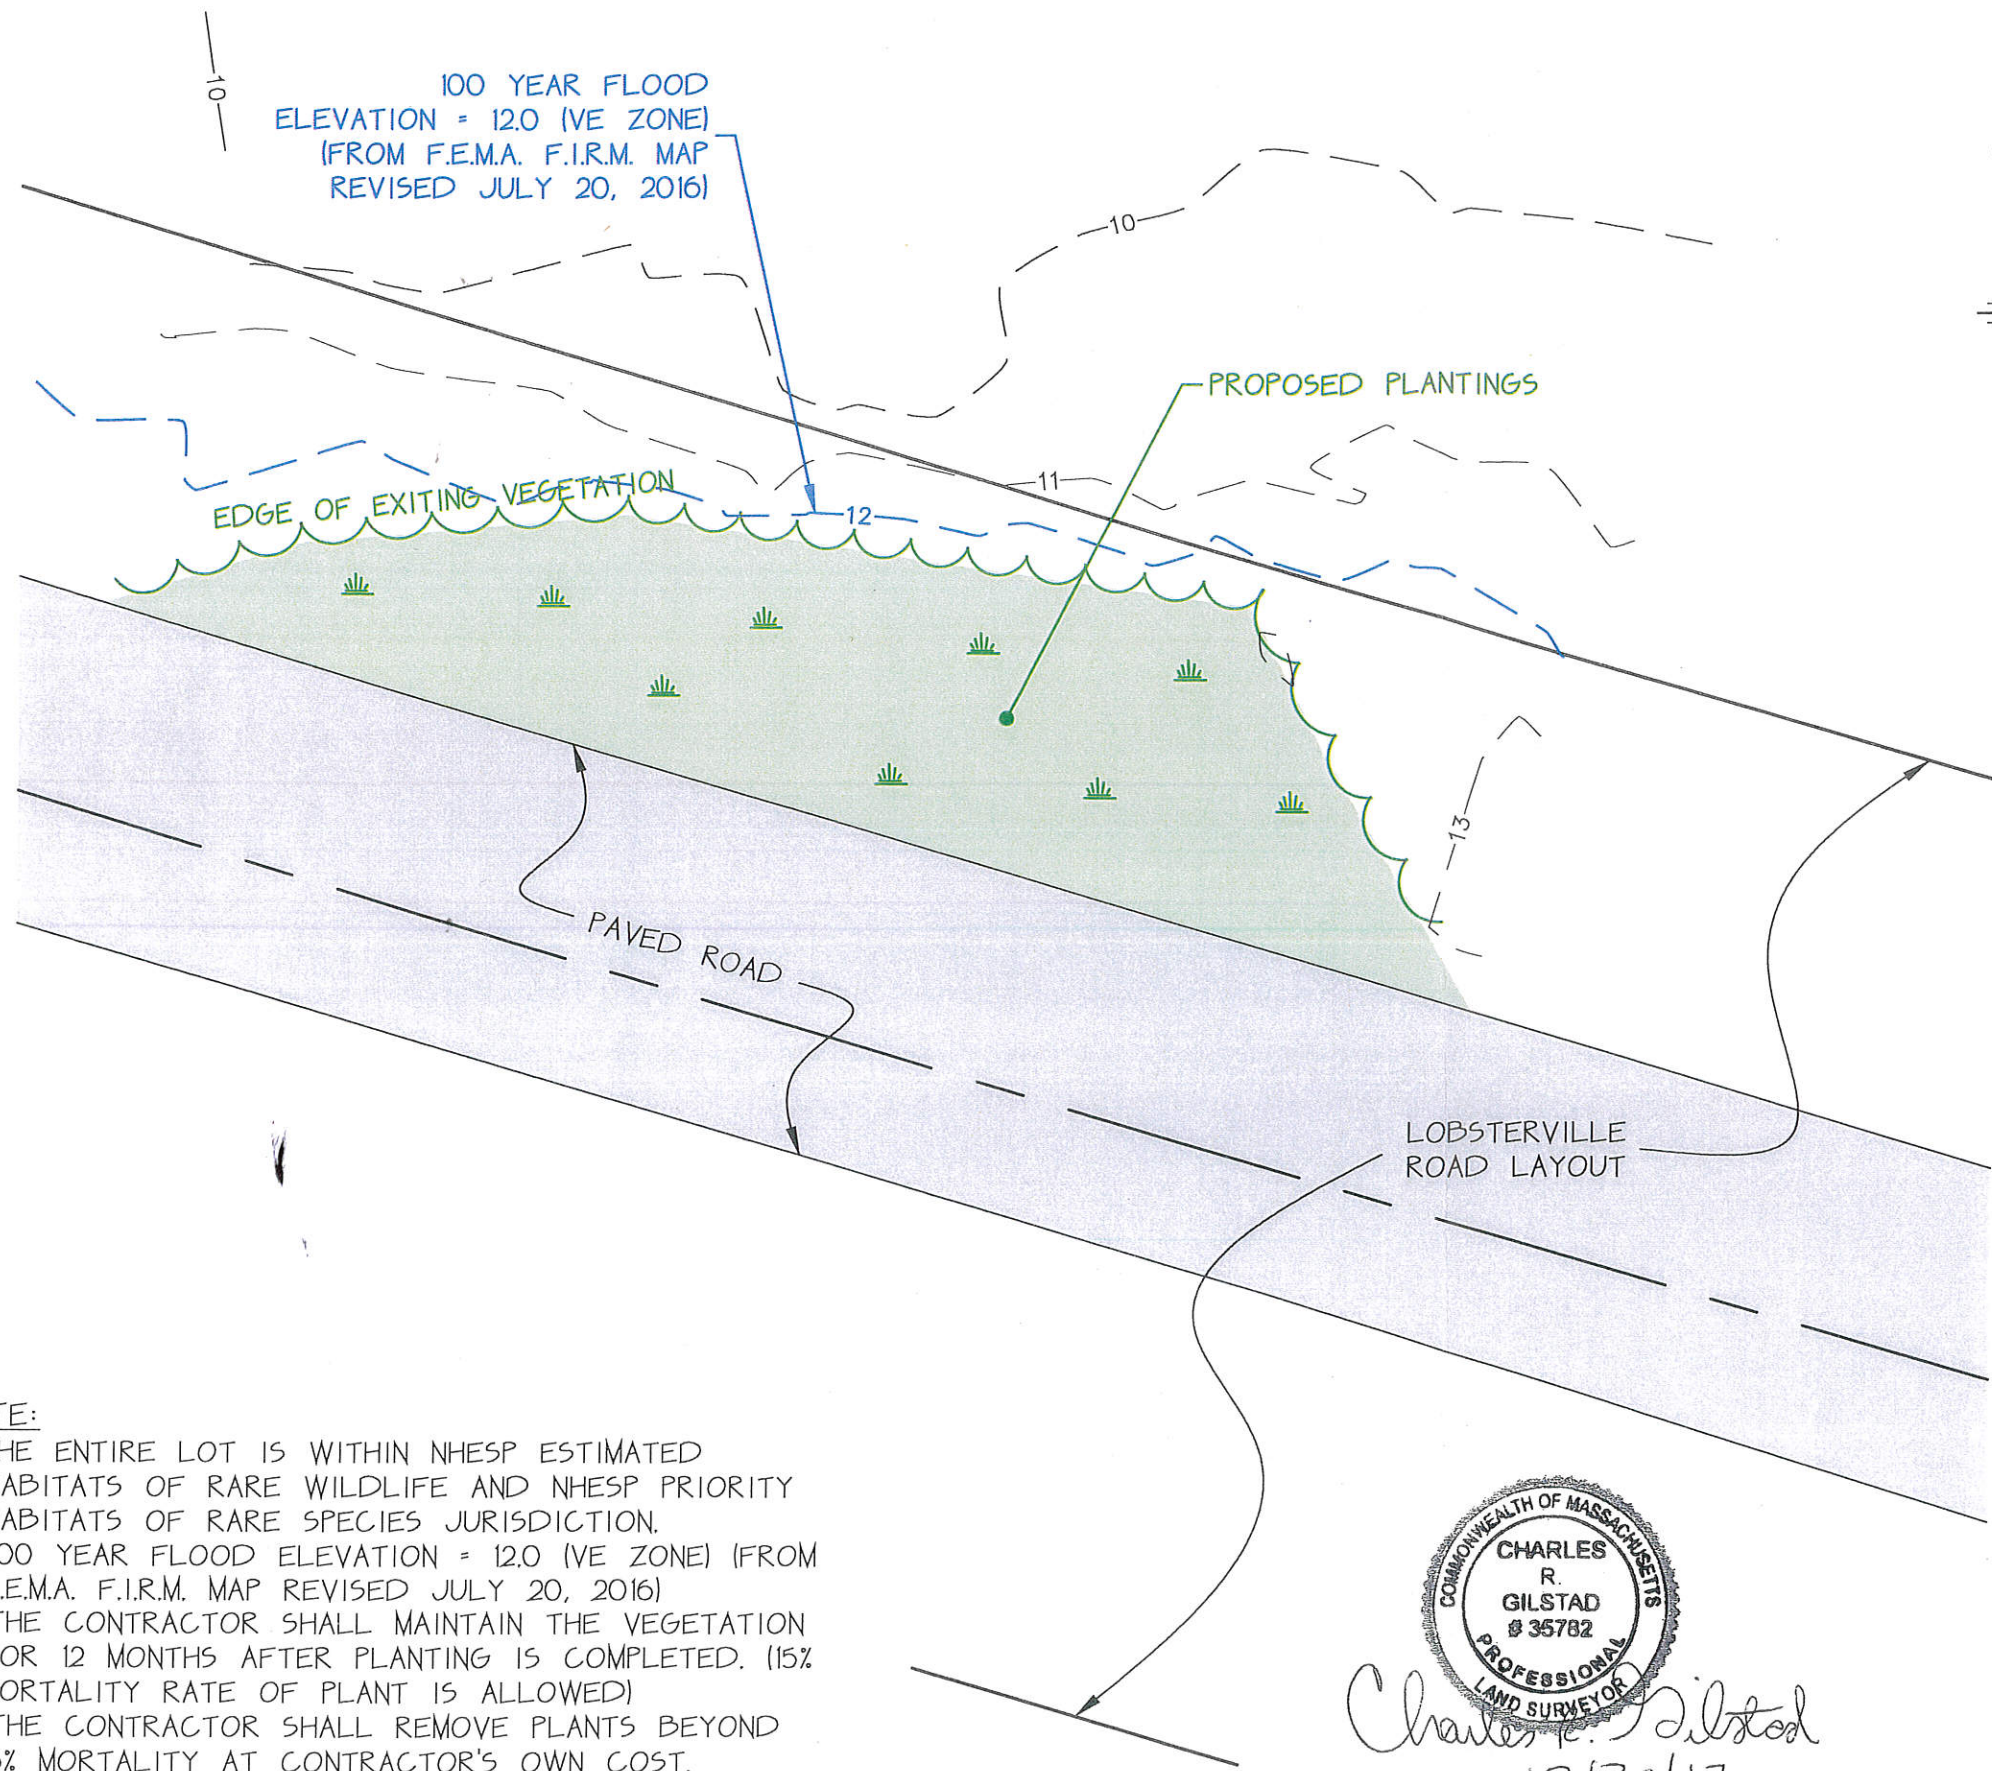 10
100 YEAR FLOOD
ELEVATION = 12.0 (VE ZONE)
(FROM F.E.M.A. F.I.R.M. MAP
REVISED JULY 20, 2016)
10
PROPOSED PLANTINGS
11
EDGE OF EXITING VEGETATION
12
13
PAVED ROAD
LOBSTERVILLE
ROAD LAYOUT
TE:
HE ENTIRE LOT IS WITHIN NHESP ESTIMATED
ABITATS OF RARE WILDLIFE AND NHESP PRIORITY
ABITATS OF RARE SPECIES JURISDICTION.
00 YEAR FLOOD ELEVATION = 12.0 (VE ZONE) (FROM
.E.M.A. F.I.R.M. MAP REVISED JULY 20, 2016)
THE CONTRACTOR SHALL MAINTAIN THE VEGETATION
OR 12 MONTHS AFTER PLANTING IS COMPLETED. (15%
ORTALITY RATE OF PLANT IS ALLOWED)
THE CONTRACTOR SHALL REMOVE PLANTS BEYOND
% MORTALITY AT CONTRACTOR'S OWN COST.
COMMONWEALTH OF MASSACHUSETTS
CHARLES
R.
GILSTAD
# 35782
PROFESSIONAL
LAND SURVEYOR
Charles R. Gilstad